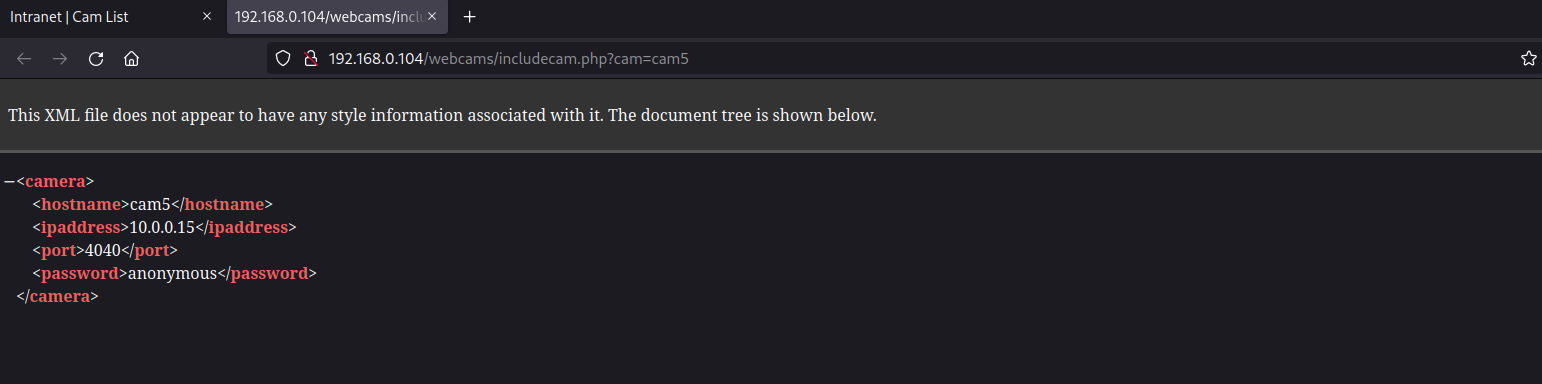 Intranet | Cam List
192.168.0.104/webcams/inclu
192.168.0.104/webcams/includecam.php?cam=cam5
This XML file does not appear to have any style information associated with it. The document tree is shown below.
−<camera>
<hostname>cam5</hostname>
<ipaddress>10.0.0.15</ipaddress>
<port>4040</port>
<password>anonymous</password>
</camera>